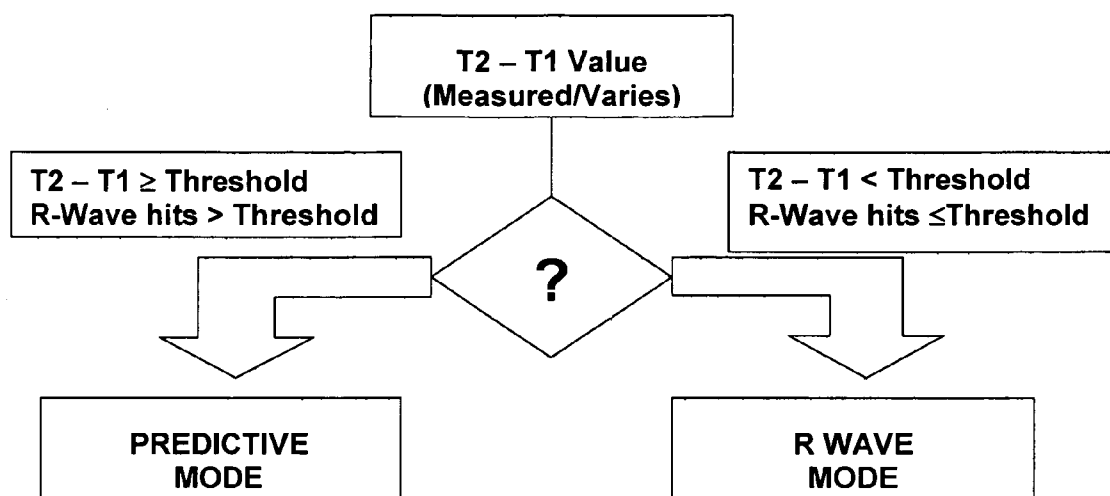 T2 – T1 Value
(Measured/Varies)
T2 – T1 ≥ Threshold
R-Wave hits > Threshold
T2 – T1 < Threshold
R-Wave hits ≤Threshold
?
PREDICTIVE
MODE
R WAVE
MODE